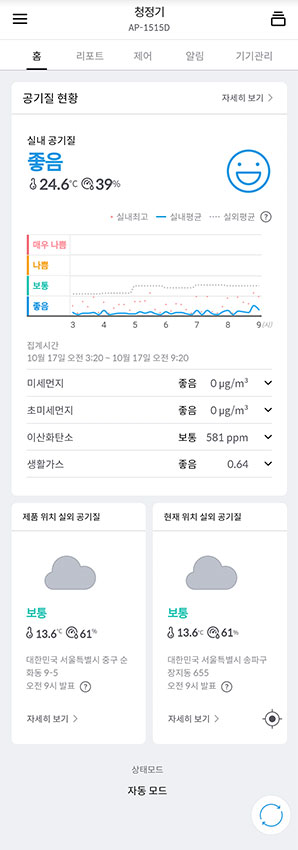 청정기
AP-1515D
홈 리포트 제어 알림 기기관리
공기질 현황 자세히 보기
실내 공기질
좋음
24.6℃ 39%
실내최고 실내평균 실외평균 ?
매우 나쁨
나쁨
보통
좋음
3 4 5 6 7 8 9(시)
집계시간
10월 17일 오전 3:20 ~ 10월 17일 오전 9:20
미세먼지 좋음 0 μg/m³
초미세먼지 좋음 0 μg/m³
이산화탄소 보통 581 ppm
생활가스 좋음 0.64
제품 위치 실외 공기질
보통
13.6℃ 61%
대한민국 서울특별시 중구 순
화동 9-5
오전 9시 발표 ?
자세히 보기
현재 위치 실외 공기질
보통
13.6℃ 61%
대한민국 서울특별시 송파구
장지동 655
오전 9시 발표 ?
자세히 보기
상태모드
자동 모드